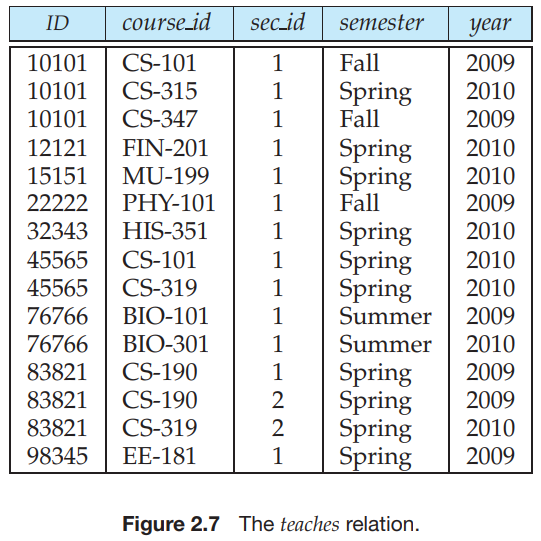 ID course_id sec_id semester year
10101 CS-101 1 Fall 2009
10101 CS-315 1 Spring 2010
10101 CS-347 1 Fall 2009
12121 FIN-201 1 Spring 2010
15151 MU-199 1 Spring 2010
22222 PHY-101 1 Fall 2009
32343 HIS-351 1 Spring 2010
45565 CS-101 1 Spring 2010
45565 CS-319 1 Spring 2010
76766 BIO-101 1 Summer 2009
76766 BIO-301 1 Summer 2010
83821 CS-190 1 Spring 2009
83821 CS-190 2 Spring 2009
83821 CS-319 2 Spring 2010
98345 EE-181 1 Spring 2009
Figure 2.7 The teaches relation.